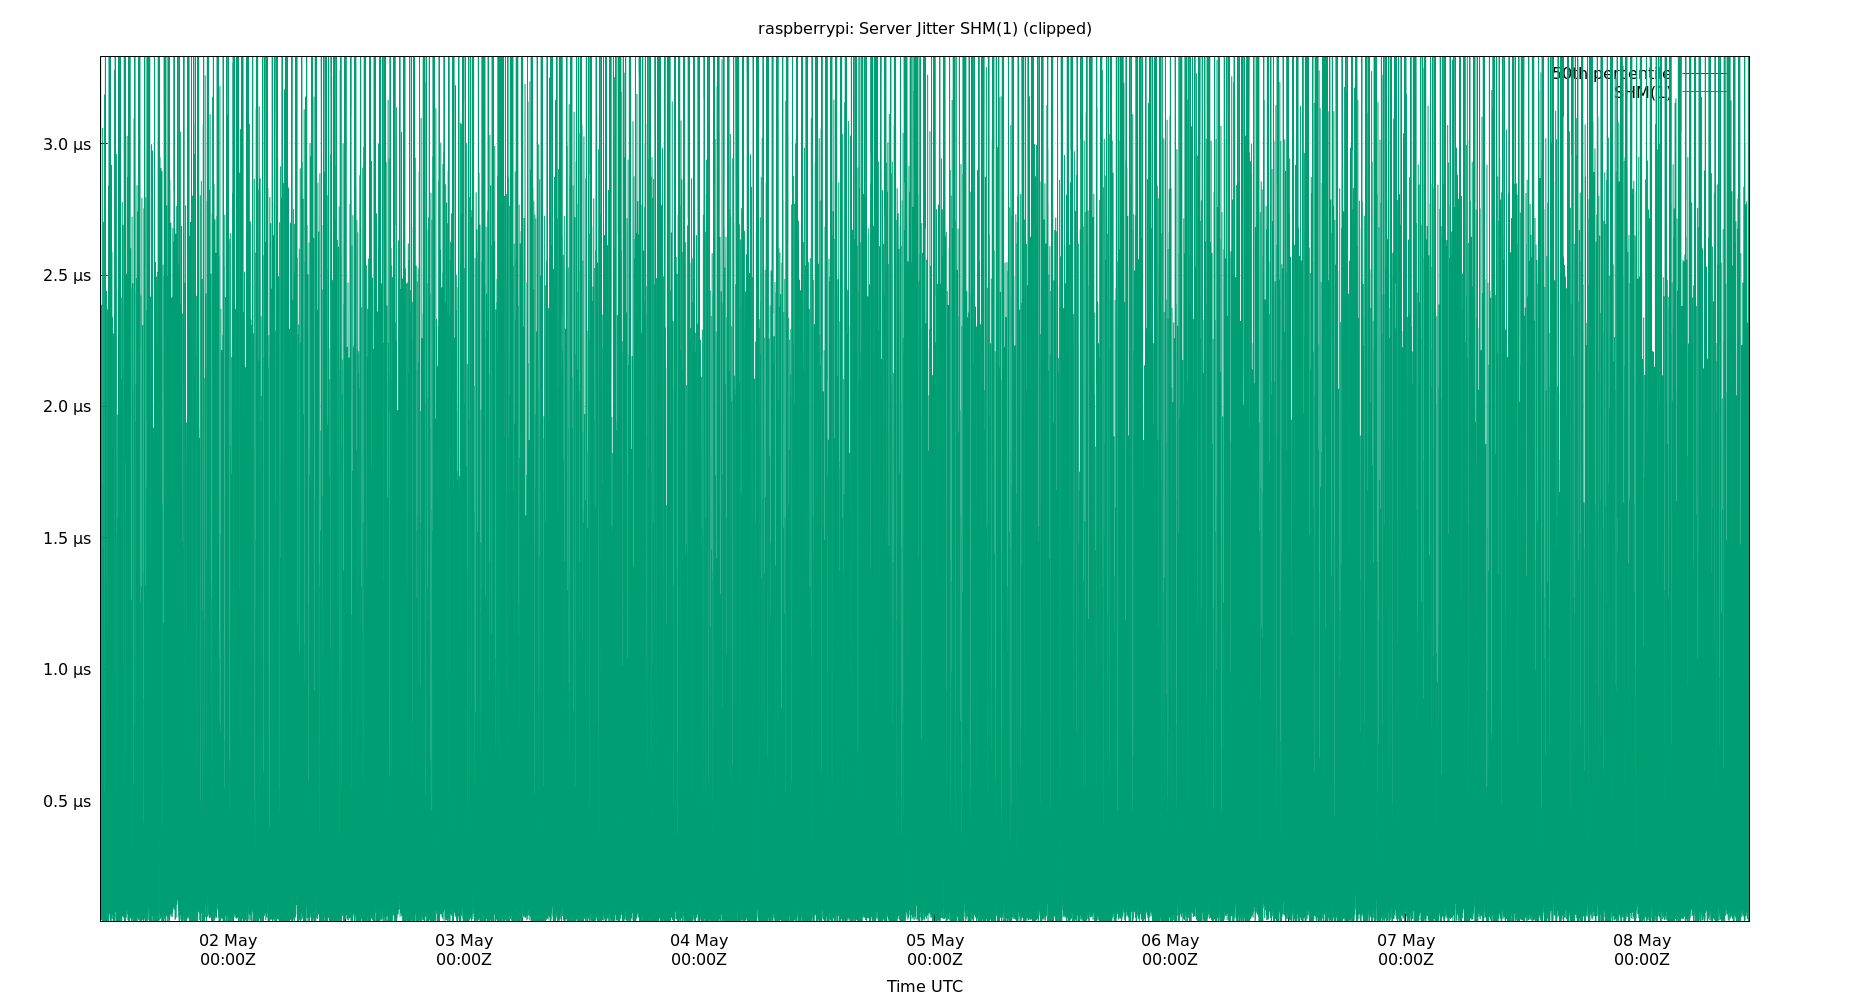 raspberrypi: Server Jitter SHM(1) (clipped)
50th percentile
SHM(1)
3.0 µs
2.5 µs
2.0 µs
1.5 µs
1.0 µs
0.5 µs
02 May 03 May 04 May 05 May 06 May 07 May 08 May
00:00Z 00:00Z 00:00Z 00:00Z 00:00Z 00:00Z 00:00Z
Time UTC